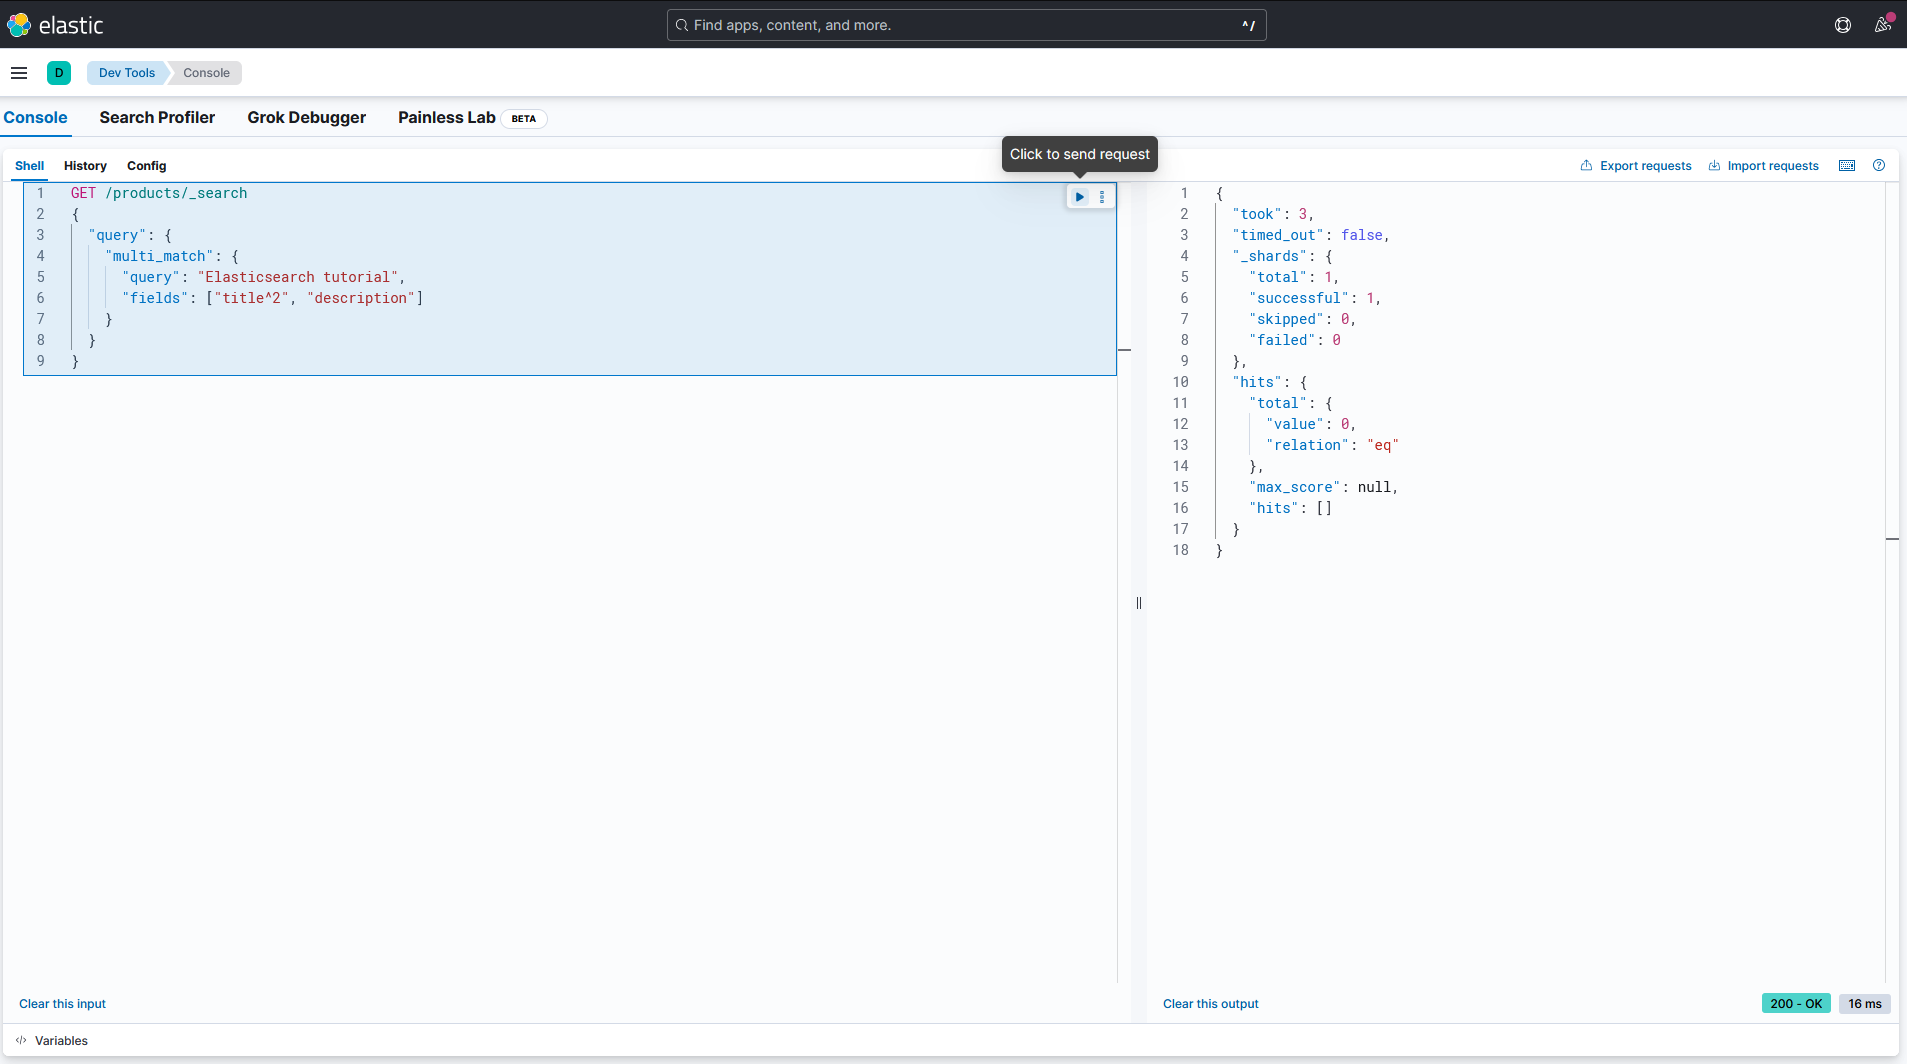 elastic
Find apps, content, and more.
^/
D
Dev Tools
Console
Console
Search Profiler
Grok Debugger
Painless Lab
BETA
Click to send request
Shell
History
Config
Export requests
Import requests
1 GET /products/_search
2 {
3 "query": {
4 "multi_match": {
5 "query": "Elasticsearch tutorial",
6 "fields": ["title^2", "description"]
7 }
8 }
9 }
1 {
2 "took": 3,
3 "timed_out": false,
4 "_shards": {
5 "total": 1,
6 "successful": 1,
7 "skipped": 0,
8 "failed": 0
9 },
10 "hits": {
11 "total": {
12 "value": 0,
13 "relation": "eq"
14 },
15 "max_score": null,
16 "hits": []
17 }
18 }
Clear this input
Clear this output
200 - OK
16 ms
Variables